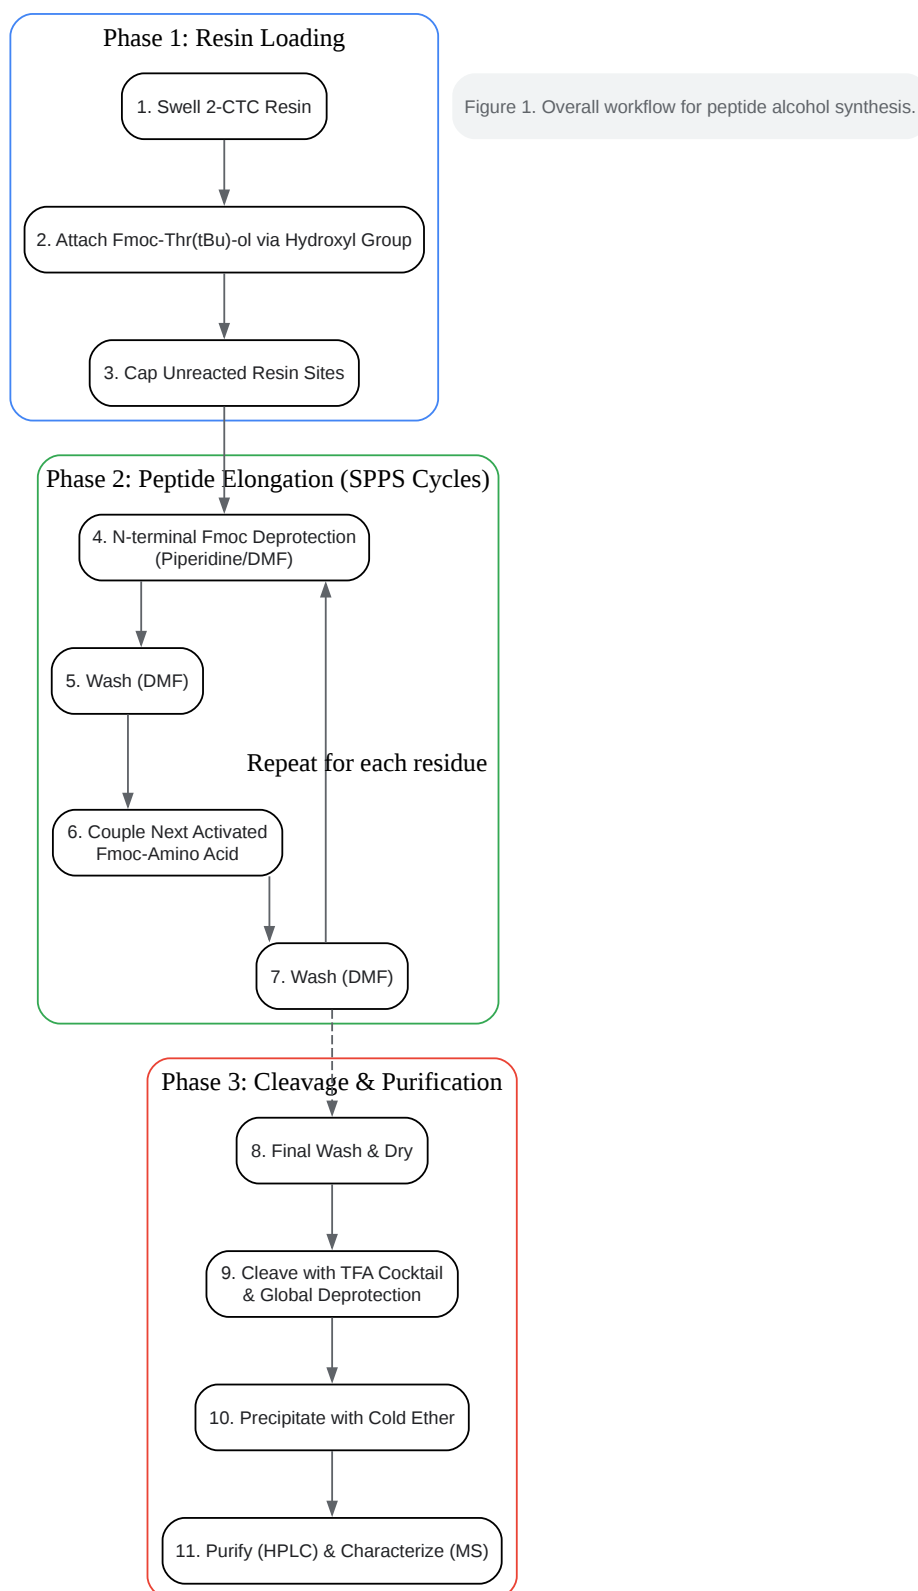 Phase 1: Resin Loading
1. Swell 2-CTC Resin
Figure 1. Overall workflow for peptide alcohol synthesis.
2. Attach Fmoc-Thr(tBu)-ol via Hydroxyl Group
3. Cap Unreacted Resin Sites
Phase 2: Peptide Elongation (SPPS Cycles)
4. N-terminal Fmoc Deprotection
(Piperidine/DMF)
5. Wash (DMF)
Repeat for each residue
6. Couple Next Activated
Fmoc-Amino Acid
7. Wash (DMF)
Phase 3: Cleavage & Purification
8. Final Wash & Dry
9. Cleave with TFA Cocktail
& Global Deprotection
10. Precipitate with Cold Ether
11. Purify (HPLC) & Characterize (MS)